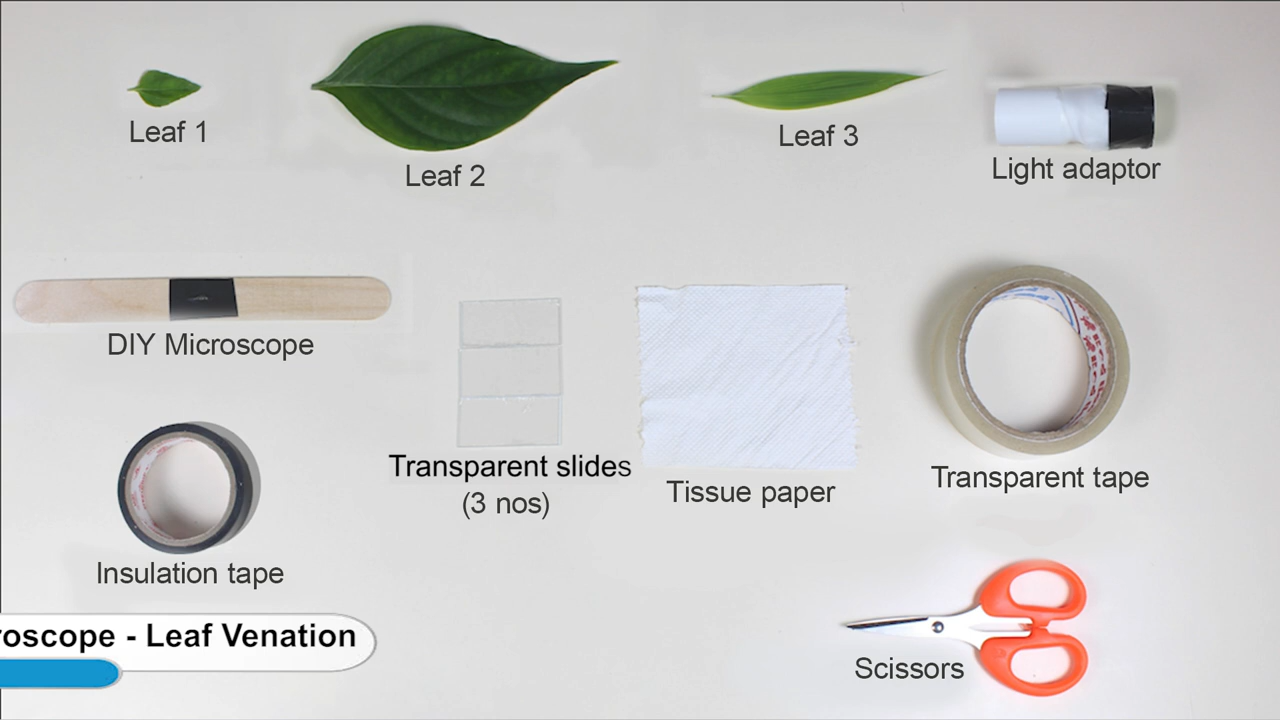 Leaf 1
Leaf 2
Leaf 3
Light adaptor
DIY Microscope
Transparent slides
(3 nos)
Tissue paper
Transparent tape
Insulation tape
roscope - Leaf Venation
Scissors